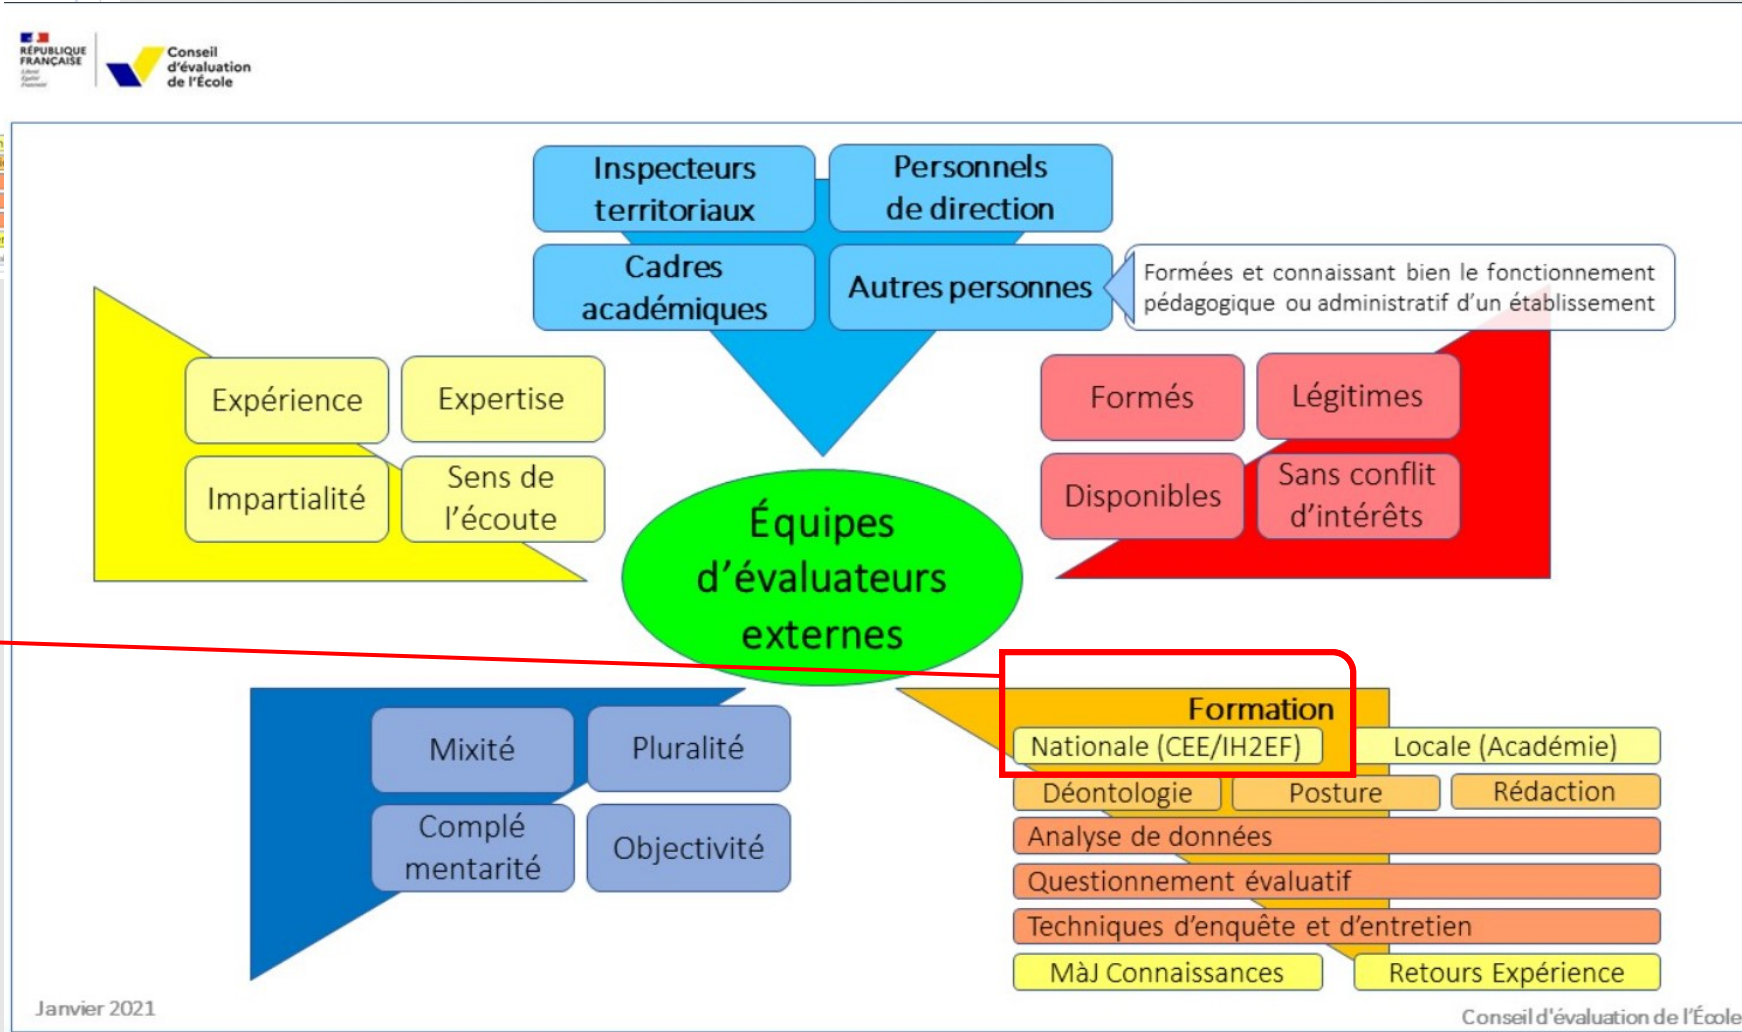 RÉPUBLIQUE
FRANÇAISE
Liberté
Égalité
Fraternité
Conseil
d'évaluation
de l'École
Inspecteurs
territoriaux
Personnels
de direction
Cadres
académiques
Autres personnes
Formées et connaissant bien le fonctionnement
pédagogique ou administratif d'un établissement
Expérience
Expertise
Impartialité
Sens de
l'écoute
Formés
Légitimes
Disponibles
Sans conflit
d'intérêts
Équipes
d'évaluateurs
externes
Mixité
Pluralité
Complé
mentarité
Objectivité
Formation
Nationale (CEE/IH2EF)
Locale (Académie)
Déontologie
Posture
Rédaction
Analyse de données
Questionnement évaluatif
Techniques d'enquête et d'entretien
MàJ Connaissances
Retours Expérience
Janvier 2021
Conseil d'évaluation de l'École